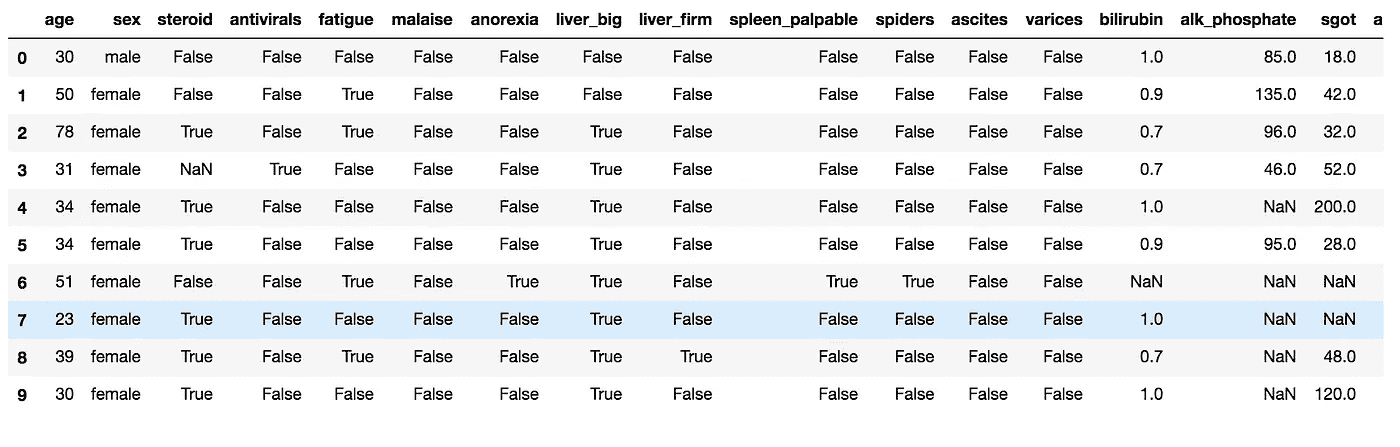 age sex steroid antivirals fatigue malaise anorexia liver_big liver_firm spleen_palpable spiders ascites varices bilirubin alk_phosphate sgot a
0 30 male False False False False False False False False False False False 1.0 85.0 18.0
1 50 female False False True False False False False False False False False 0.9 135.0 42.0
2 78 female True False True False False True False False False False False 0.7 96.0 32.0
3 31 female NaN True False False False True False False False False False 0.7 46.0 52.0
4 34 female True False False False False True False False False False False 1.0 NaN 200.0
5 34 female True False False False False True False False False False False 0.9 95.0 28.0
6 51 female False False True False True True False True True False False NaN NaN NaN
7 23 female True False False False False True False False False False False 1.0 NaN NaN
8 39 female True False True False False True True False False False False 0.7 NaN 48.0
9 30 female True False False False False True False False False False False 1.0 NaN 120.0